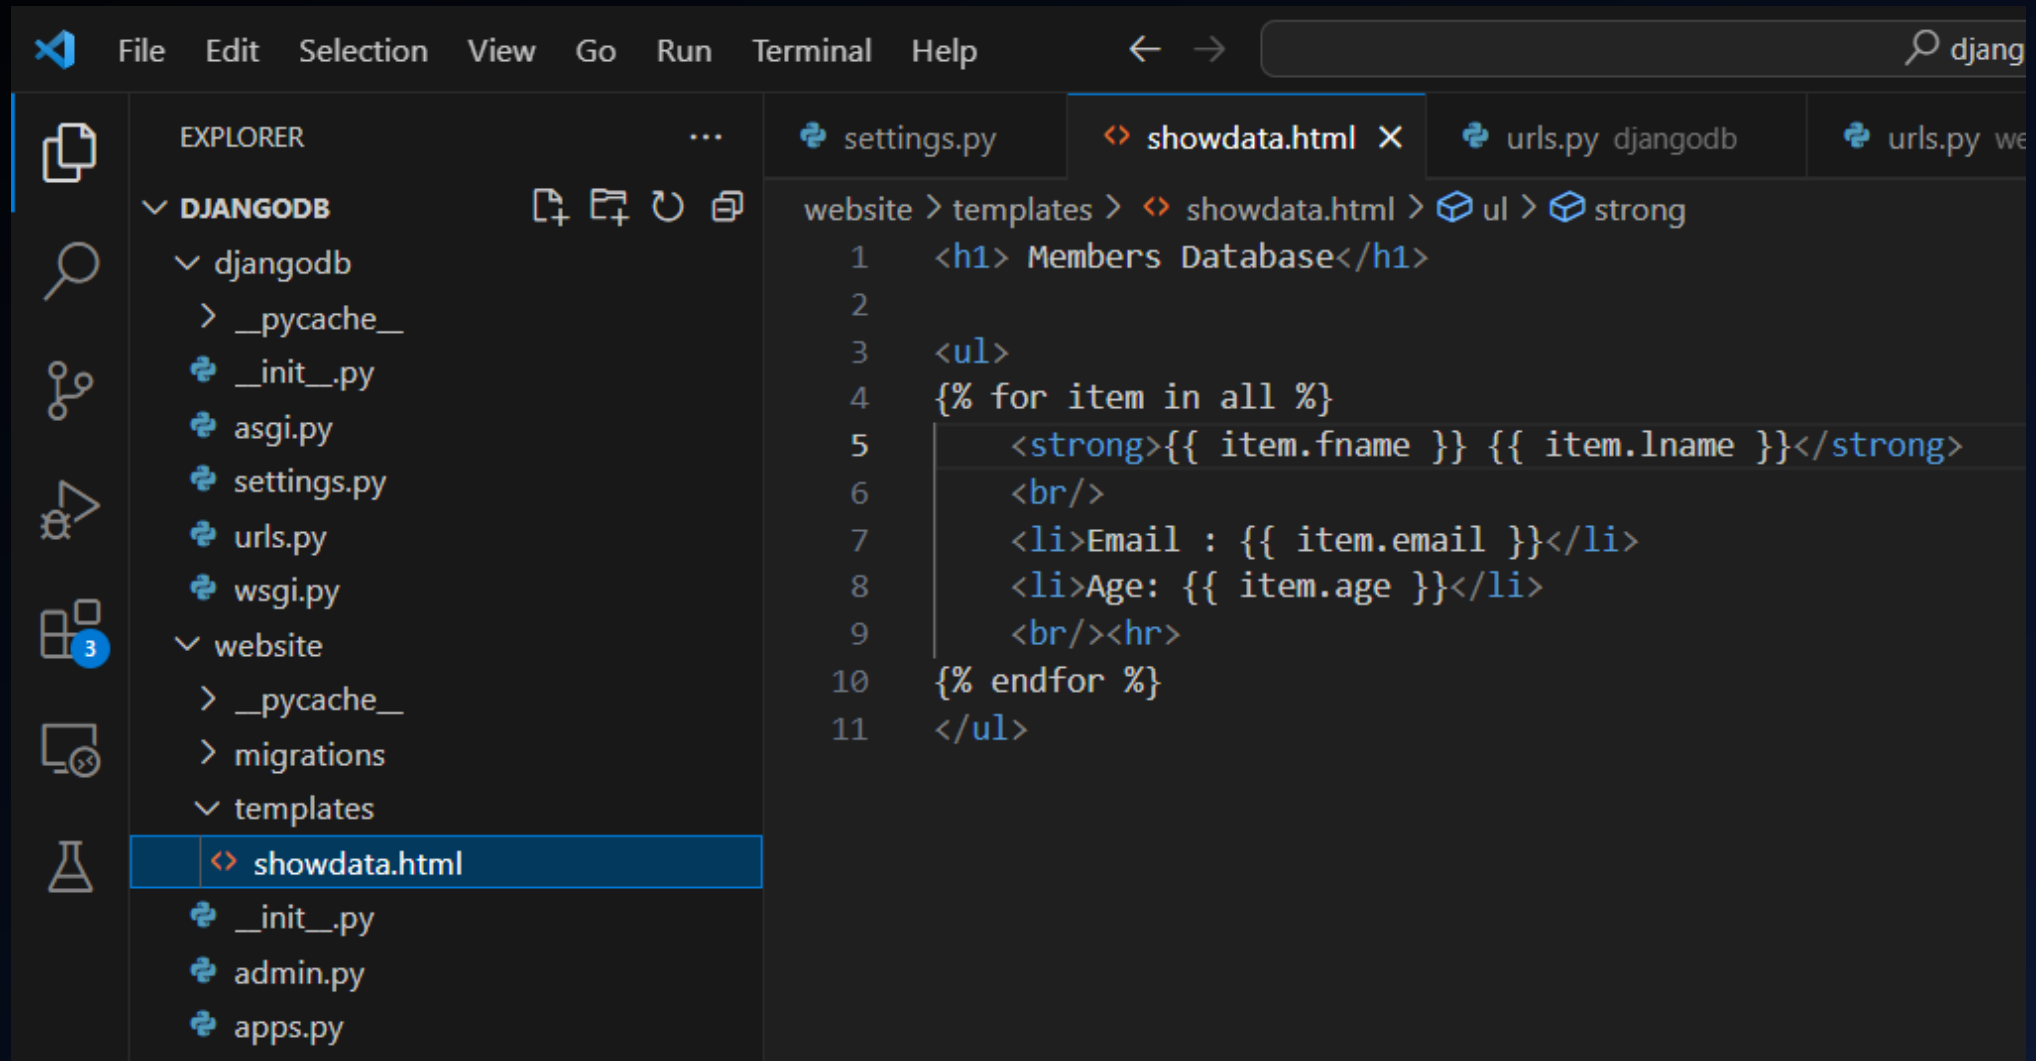 File Edit Selection View Go Run Terminal Help djang
EXPLORER
DJANGODB
djangodb
__pycache__
__init__.py
asgi.py
settings.py
urls.py
wsgi.py
website
__pycache__
migrations
templates
showdata.html
__init__.py
admin.py
apps.py
3
settings.py showdata.html urls.py djangodb urls.py we
website > templates > showdata.html > ul > strong
1 <h1> Members Database</h1>
2
3 <ul>
4 {% for item in all %}
5 <strong>{{ item.fname }} {{ item.lname }}</strong>
6 <br/>
7 <li>Email : {{ item.email }}</li>
8 <li>Age: {{ item.age }}</li>
9 <br/><hr>
10 {% endfor %}
11 </ul>